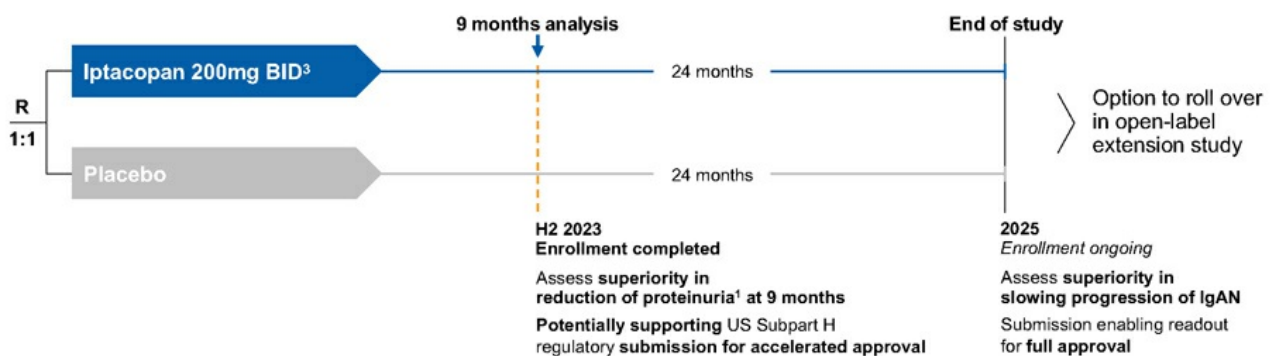 9 months analysis
End of study
Iptacopan 200mg BID³
24 months
R
1:1
Option to roll over
in open-label
extension study
Placebo
24 months
H2 2023
Enrollment completed
Assess superiority in
reduction of proteinuria¹ at 9 months
Potentially supporting US Subpart H
regulatory submission for accelerated approval
2025
Enrollment ongoing
Assess superiority in
slowing progression of IgAN
Submission enabling readout
for full approval